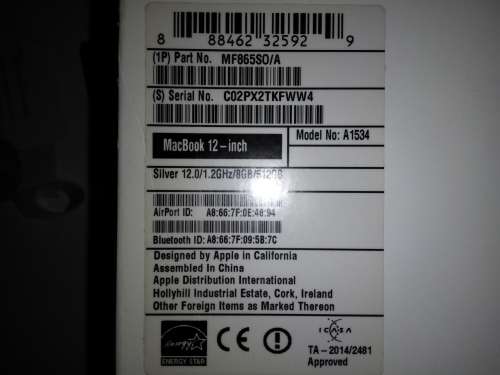 8 88462 32592 9
(1P) Part No. MF865SO/A
(S) Serial No. C02PX2TKFWW4
MacBook 12-inch
Model No: A1534
Silver 12.0/1.2GHz/8GB/512GB
AirPort ID: A8:66:7F:0E:48:94
Bluetooth ID: A8:66:7F:09:5B:7C
Designed by Apple in California
Assembled In China
Apple Distribution International
Hollyhill Industrial Estate, Cork, Ireland
Other Foreign Items as Marked Thereon
energy
ENERGY STAR
CE
ICASA
TA-2014/2481
Approved